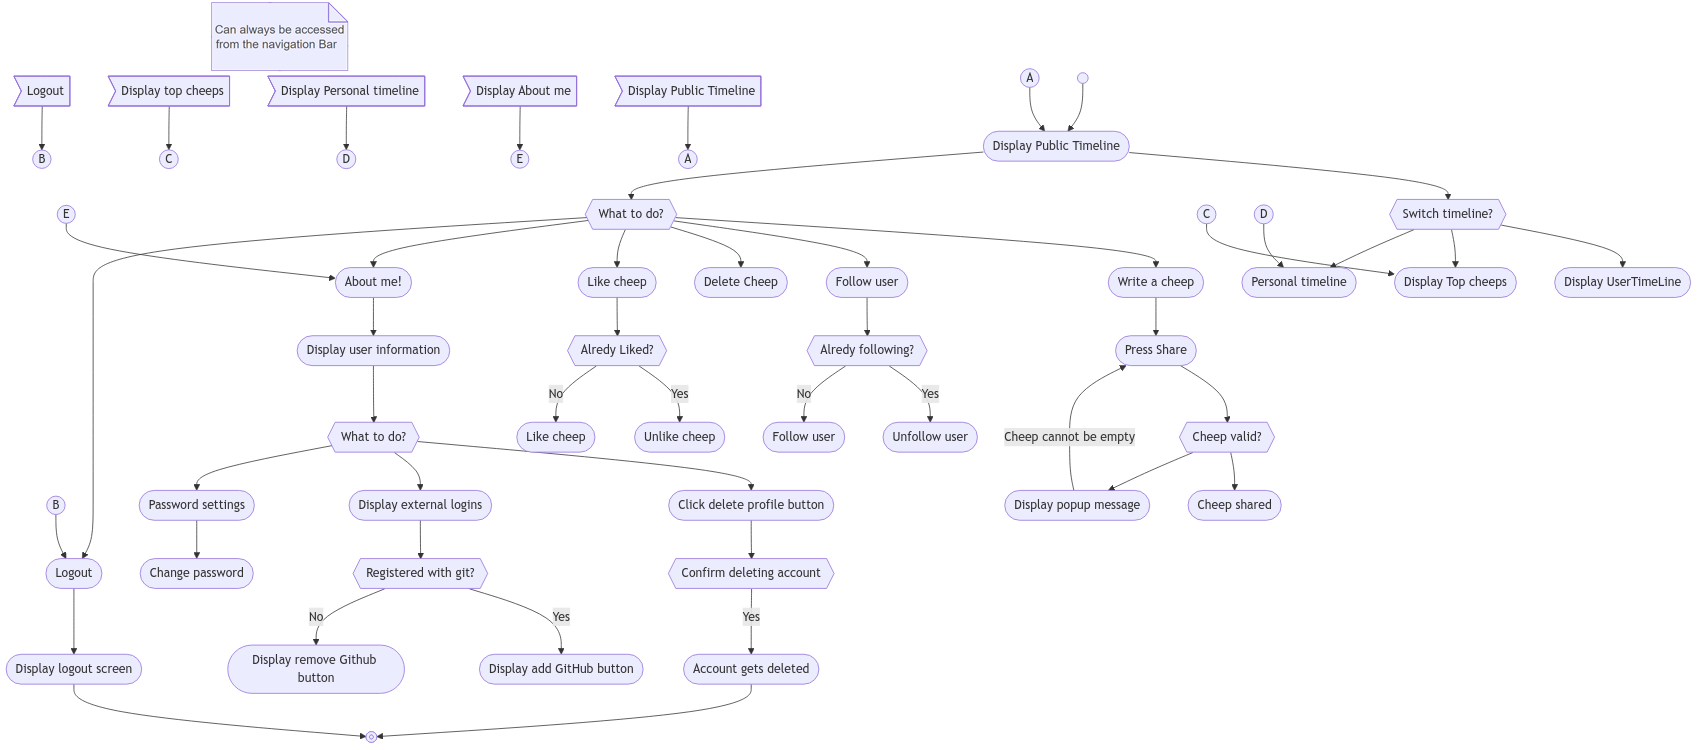 Can always be accessed
from the navigation Bar
Logout
Display top cheeps
Display Personal timeline
Display About me
Display Public Timeline
A
B
C
D
E
A
Display Public Timeline
E
What to do?
C
D
Switch timeline?
About me!
Like cheep
Delete Cheep
Follow user
Write a cheep
Personal timeline
Display Top cheeps
Display UserTimeLine
Display user information
Alredy Liked?
Alredy following?
Press Share
No
Yes
No
Yes
What to do?
Like cheep
Unlike cheep
Follow user
Unfollow user
Cheep cannot be empty
Cheep valid?
B
Password settings
Display external logins
Click delete profile button
Display popup message
Cheep shared
Logout
Change password
Registered with git?
Confirm deleting account
No
Yes
Yes
Display logout screen
Display remove Github
button
Display add GitHub button
Account gets deleted